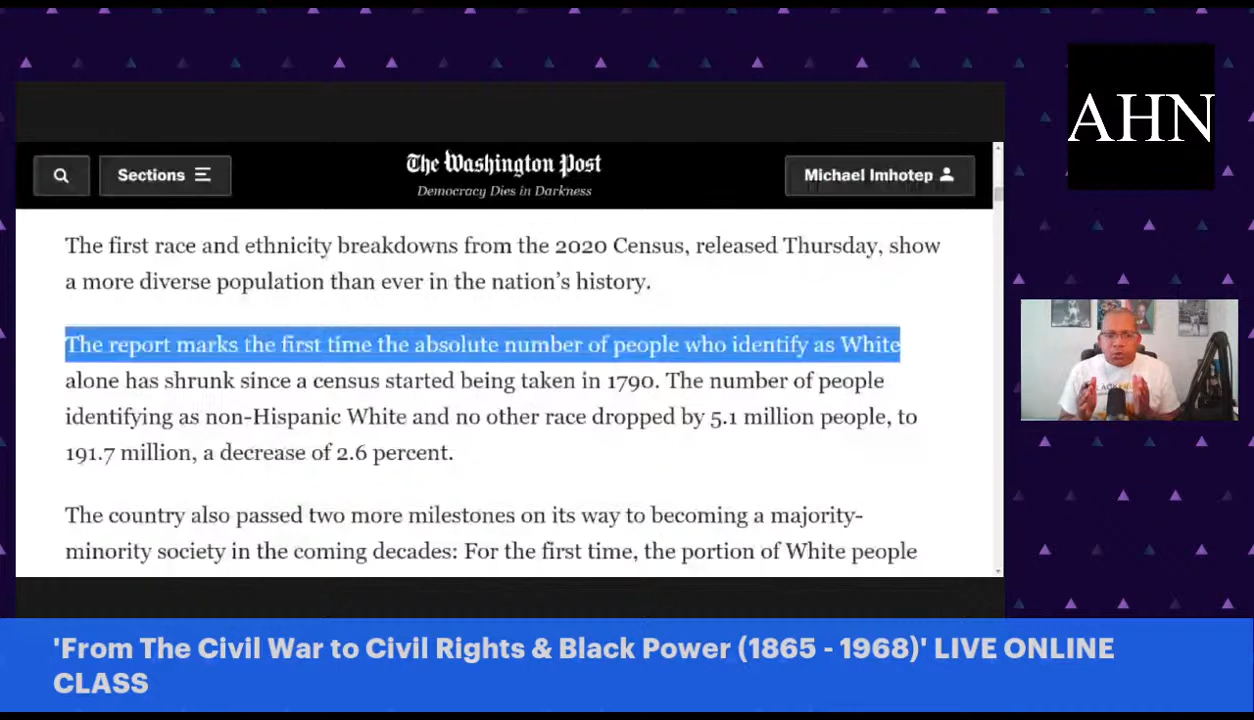 AHN
Sections
The Washington Post
Democracy Dies in Darkness
Michael Imhotep
The first race and ethnicity breakdowns from the 2020 Census, released Thursday, show
a more diverse population than ever in the nation’s history.
The report marks the first time the absolute number of people who identify as White
alone has shrunk since a census started being taken in 1790. The number of people
identifying as non-Hispanic White and no other race dropped by 5.1 million people, to
191.7 million, a decrease of 2.6 percent.
The country also passed two more milestones on its way to becoming a majority-
minority society in the coming decades: For the first time, the portion of White people
'From The Civil War to Civil Rights & Black Power (1865 - 1968)' LIVE ONLINE
CLASS